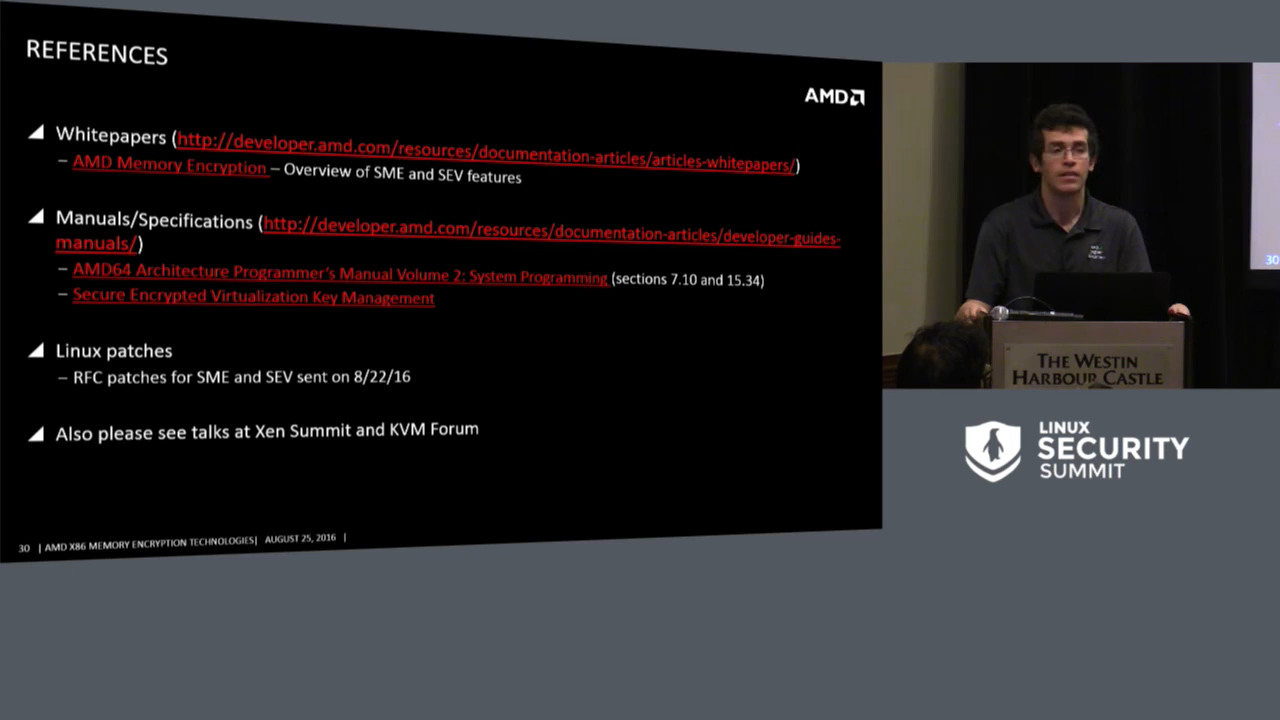 REFERENCES
AMD
Whitepapers (http://developer.amd.com/resources/documentation-articles/articles-whitepapers/)
– AMD Memory Encryption – Overview of SME and SEV features
Manuals/Specifications (http://developer.amd.com/resources/documentation-articles/developer-guides-
manuals/)
– AMD64 Architecture Programmer's Manual Volume 2: System Programming (sections 7.10 and 15.34)
– Secure Encrypted Virtualization Key Management
Linux patches
– RFC patches for SME and SEV sent on 8/22/16
Also please see talks at Xen Summit and KVM Forum
30 | AMD X86 MEMORY ENCRYPTION TECHNOLOGIES| AUGUST 25, 2016 |
30
THE WESTIN
HARBOUR CASTLE
LINUX
SECURITY
SUMMIT